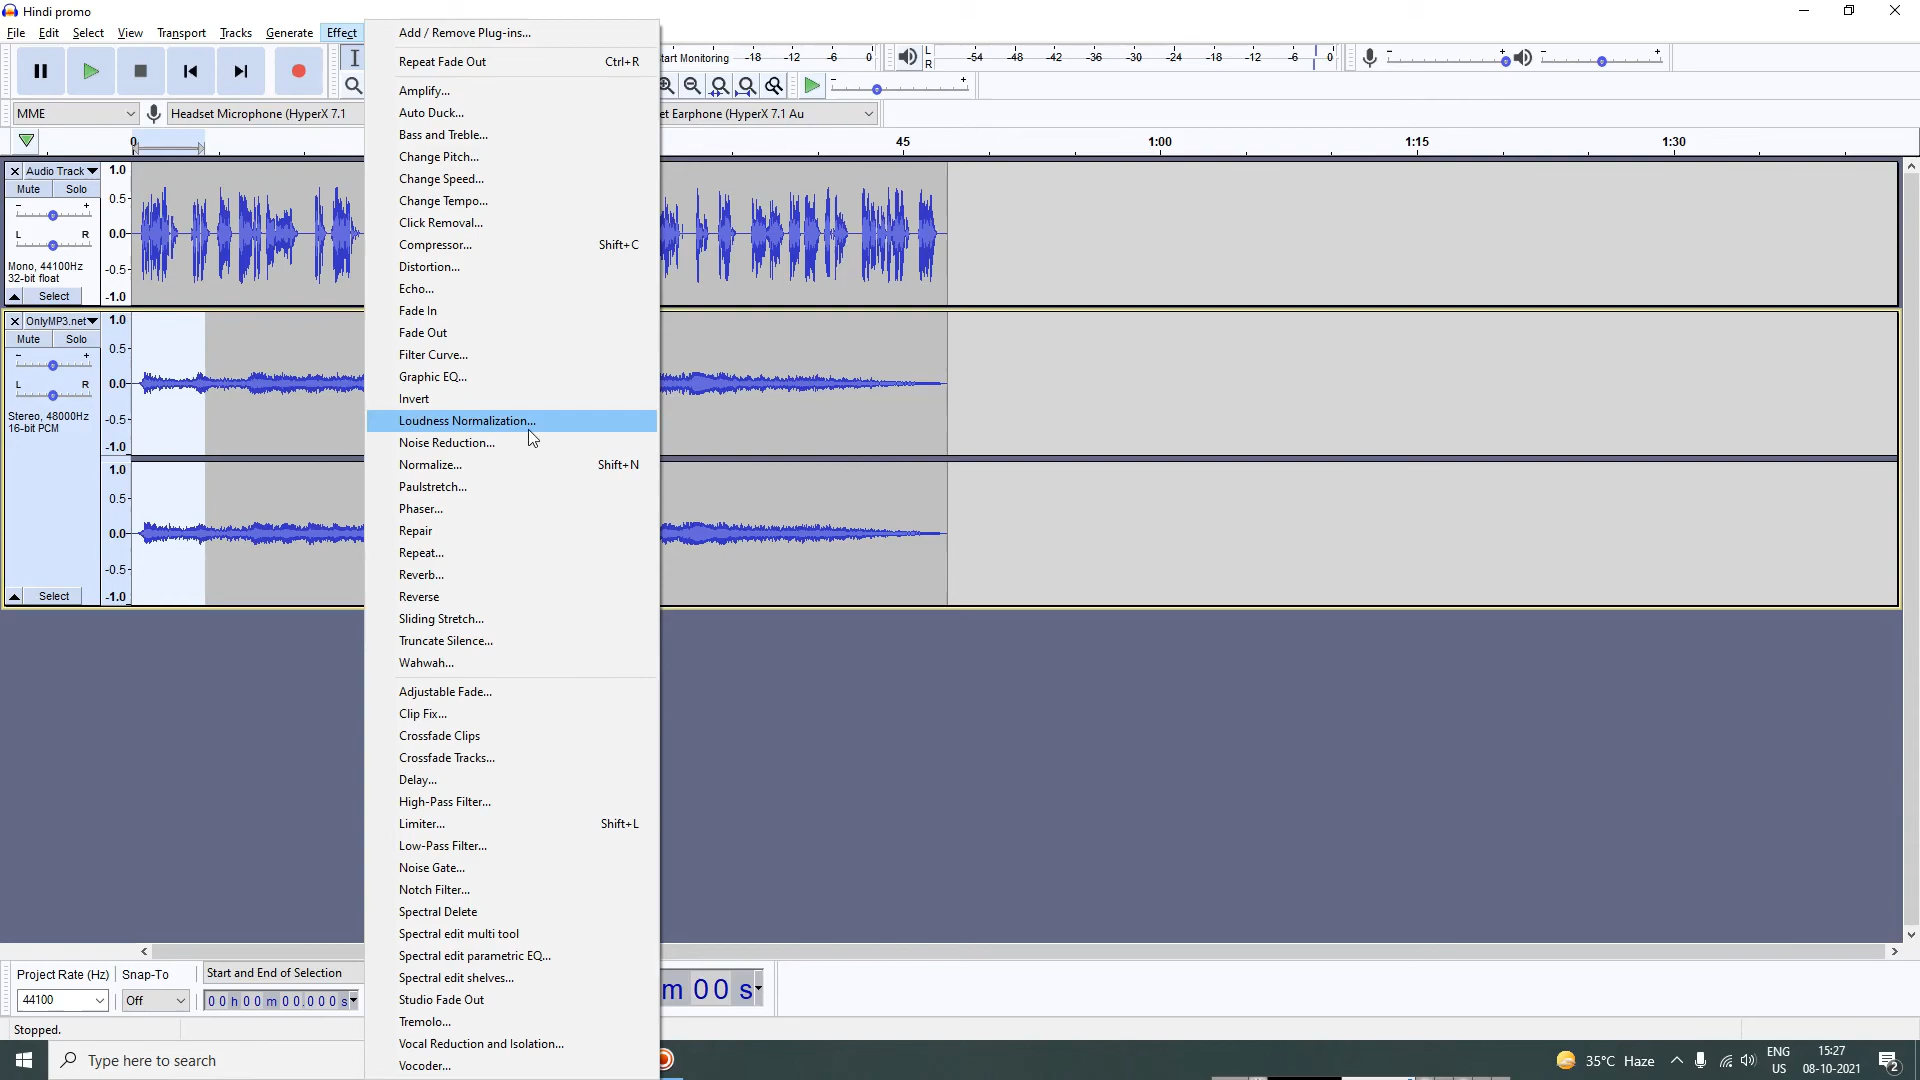 Hindi promo
File Edit Select View Transport Tracks Generate Effect
Add / Remove Plug-ins...
Repeat Fade Out Ctrl+R
Amplify...
Auto Duck...
Bass and Treble...
Change Pitch...
Change Speed...
Change Tempo...
Click Removal...
Compressor... Shift+C
Distortion...
Echo...
Fade In
Fade Out
Filter Curve...
Graphic EQ...
Invert
Loudness Normalization...
Noise Reduction...
Normalize... Shift+N
Paulstretch...
Phaser...
Repair
Repeat...
Reverb...
Reverse
Sliding Stretch...
Truncate Silence...
Wahwah...
Adjustable Fade...
Clip Fix...
Crossfade Clips
Crossfade Tracks...
Delay...
High-Pass Filter...
Limiter... Shift+L
Low-Pass Filter...
Noise Gate...
Notch Filter...
Spectral Delete
Spectral edit multi tool
Spectral edit parametric EQ...
Spectral edit shelves...
Studio Fade Out
Tremolo...
Vocal Reduction and Isolation...
Vocoder...
tart Monitoring -18 -12 -6 0
L
R
-54 -48 -42 -36 -30 -24 -18 -12 -6 0
- +
- +
- +
MME
Headset Microphone (HyperX 7.1
et Earphone (HyperX 7.1 Au
0 45 1:00 1:15 1:30
Audio Track
Mute Solo
- +
L R
Mono, 44100Hz
32-bit float
Select
1.0
0.5
0.0
-0.5
-1.0
OnlyMP3.net
Mute Solo
- +
L R
Stereo, 48000Hz
16-bit PCM
Select
1.0
0.5
0.0
-0.5
-1.0
1.0
0.5
0.0
-0.5
-1.0
Project Rate (Hz) Snap-To Start and End of Selection
44100 Off 00 h 00 m 00.000 s
m 00 s
Stopped.
Type here to search
35°C Haze
ENG
US
15:27
08-10-2021
2